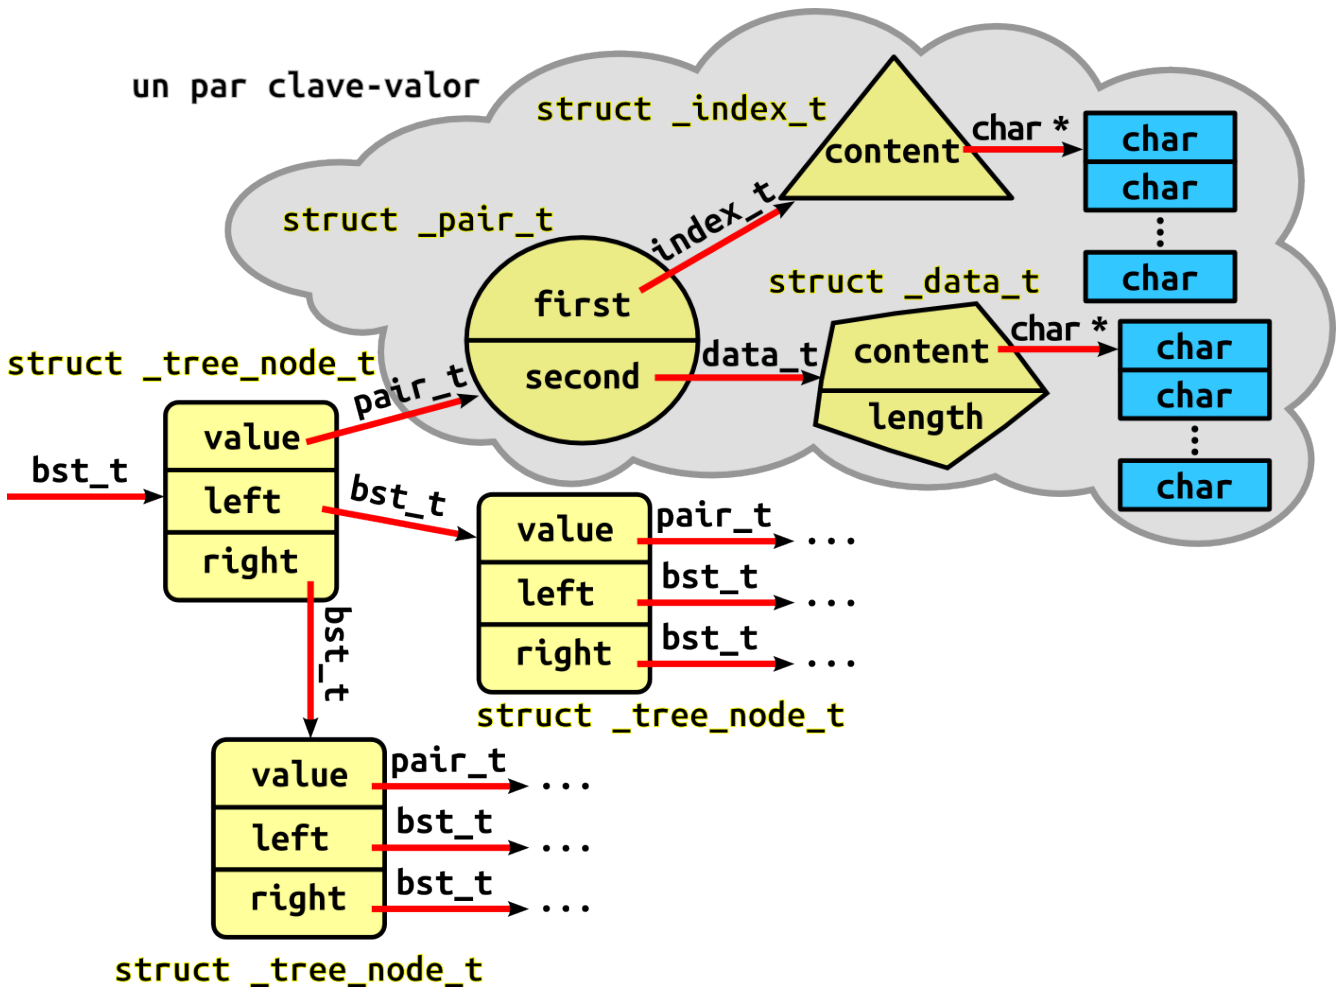 un par clave-valor
struct _index_t
content
char *
char
char
char
struct _pair_t
index_t
first
second
struct _data_t
data_t
content
length
char *
char
char
char
struct _tree_node_t
pair_t
bst_t
value
left
right
bst_t
value
left
right
pair_t
...
bst_t
...
bst_t
...
struct _tree_node_t
bst_t
value
left
right
pair_t
...
bst_t
...
bst_t
...
struct _tree_node_t